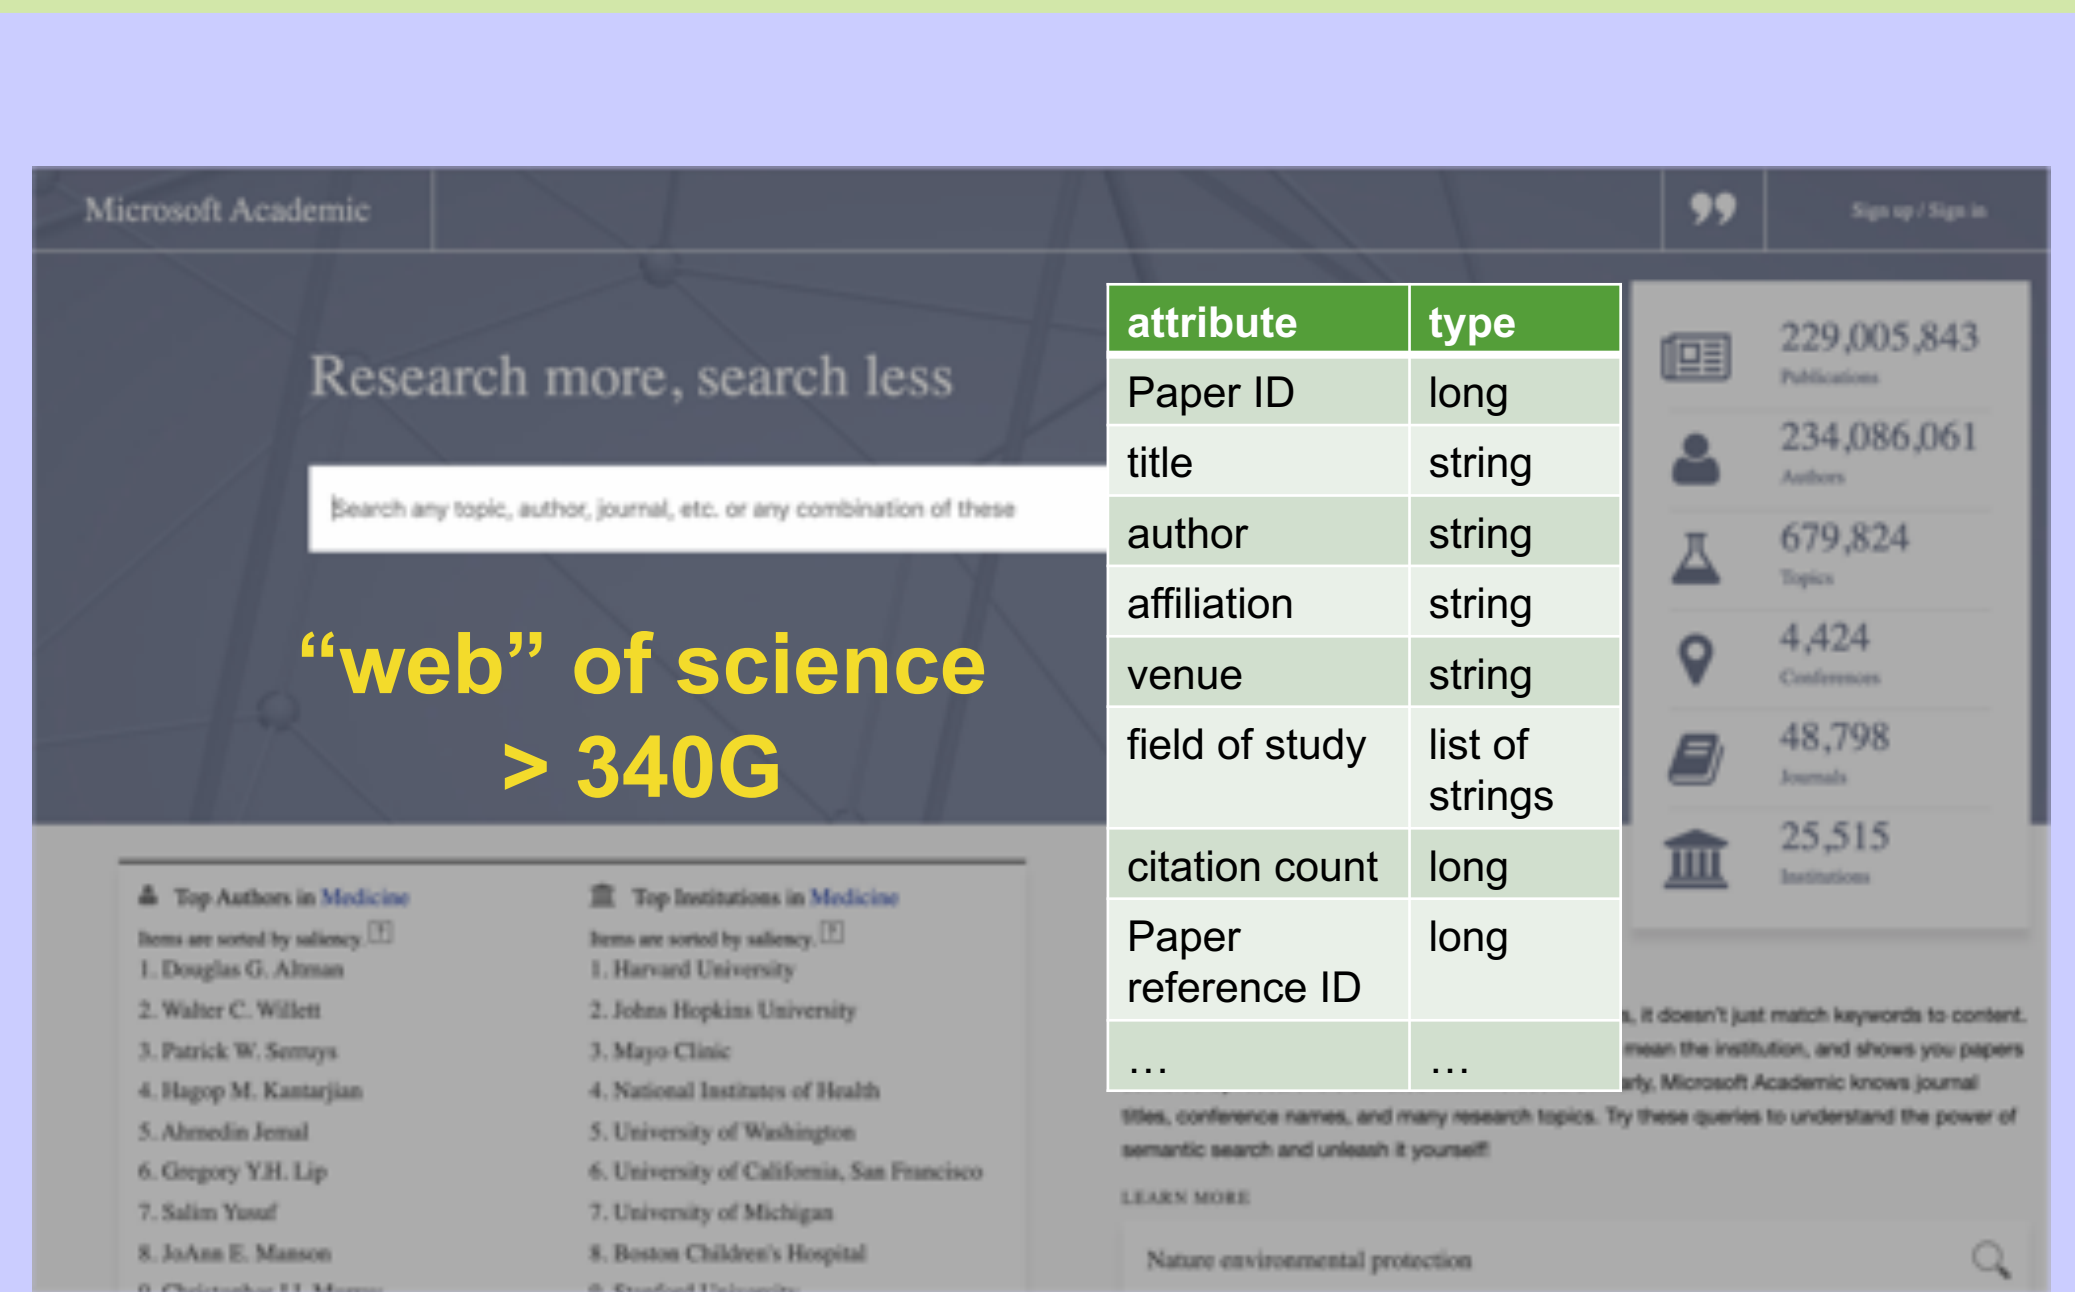 Microsoft Academic
Sign up / Sign in
Research more, search less
Search any topic, author, journal, etc. or any combination of these
“web” of science
> 340G
attribute type
Paper ID long
title string
author string
affiliation string
venue string
field of study list of
strings
citation count long
Paper long
reference ID
… …
229,005,843
Publications
234,086,061
Authors
679,824
Topics
4,424
Conferences
48,798
Journals
25,515
Institutions
Top Authors in Medicine
Items are sorted by saliency. ?
1. Douglas G. Altman
2. Walter C. Willett
3. Patrick W. Serruys
4. Hagop M. Kantarjian
5. Ahmedin Jemal
6. Gregory Y.H. Lip
7. Salim Yusuf
8. JoAnn E. Manson
Top Institutions in Medicine
Items are sorted by saliency. ?
1. Harvard University
2. Johns Hopkins University
3. Mayo Clinic
4. National Institutes of Health
5. University of Washington
6. University of California, San Francisco
7. University of Michigan
8. Boston Children's Hospital
9. Stanford University
, it doesn't just match keywords to content.
mean the institution, and shows you papers
Microsoft Academic knows journal
titles, conference names, and many research topics. Try these queries to understand the power of
semantic search and unleash it yourself!
LEARN MORE
Nature environmental protection